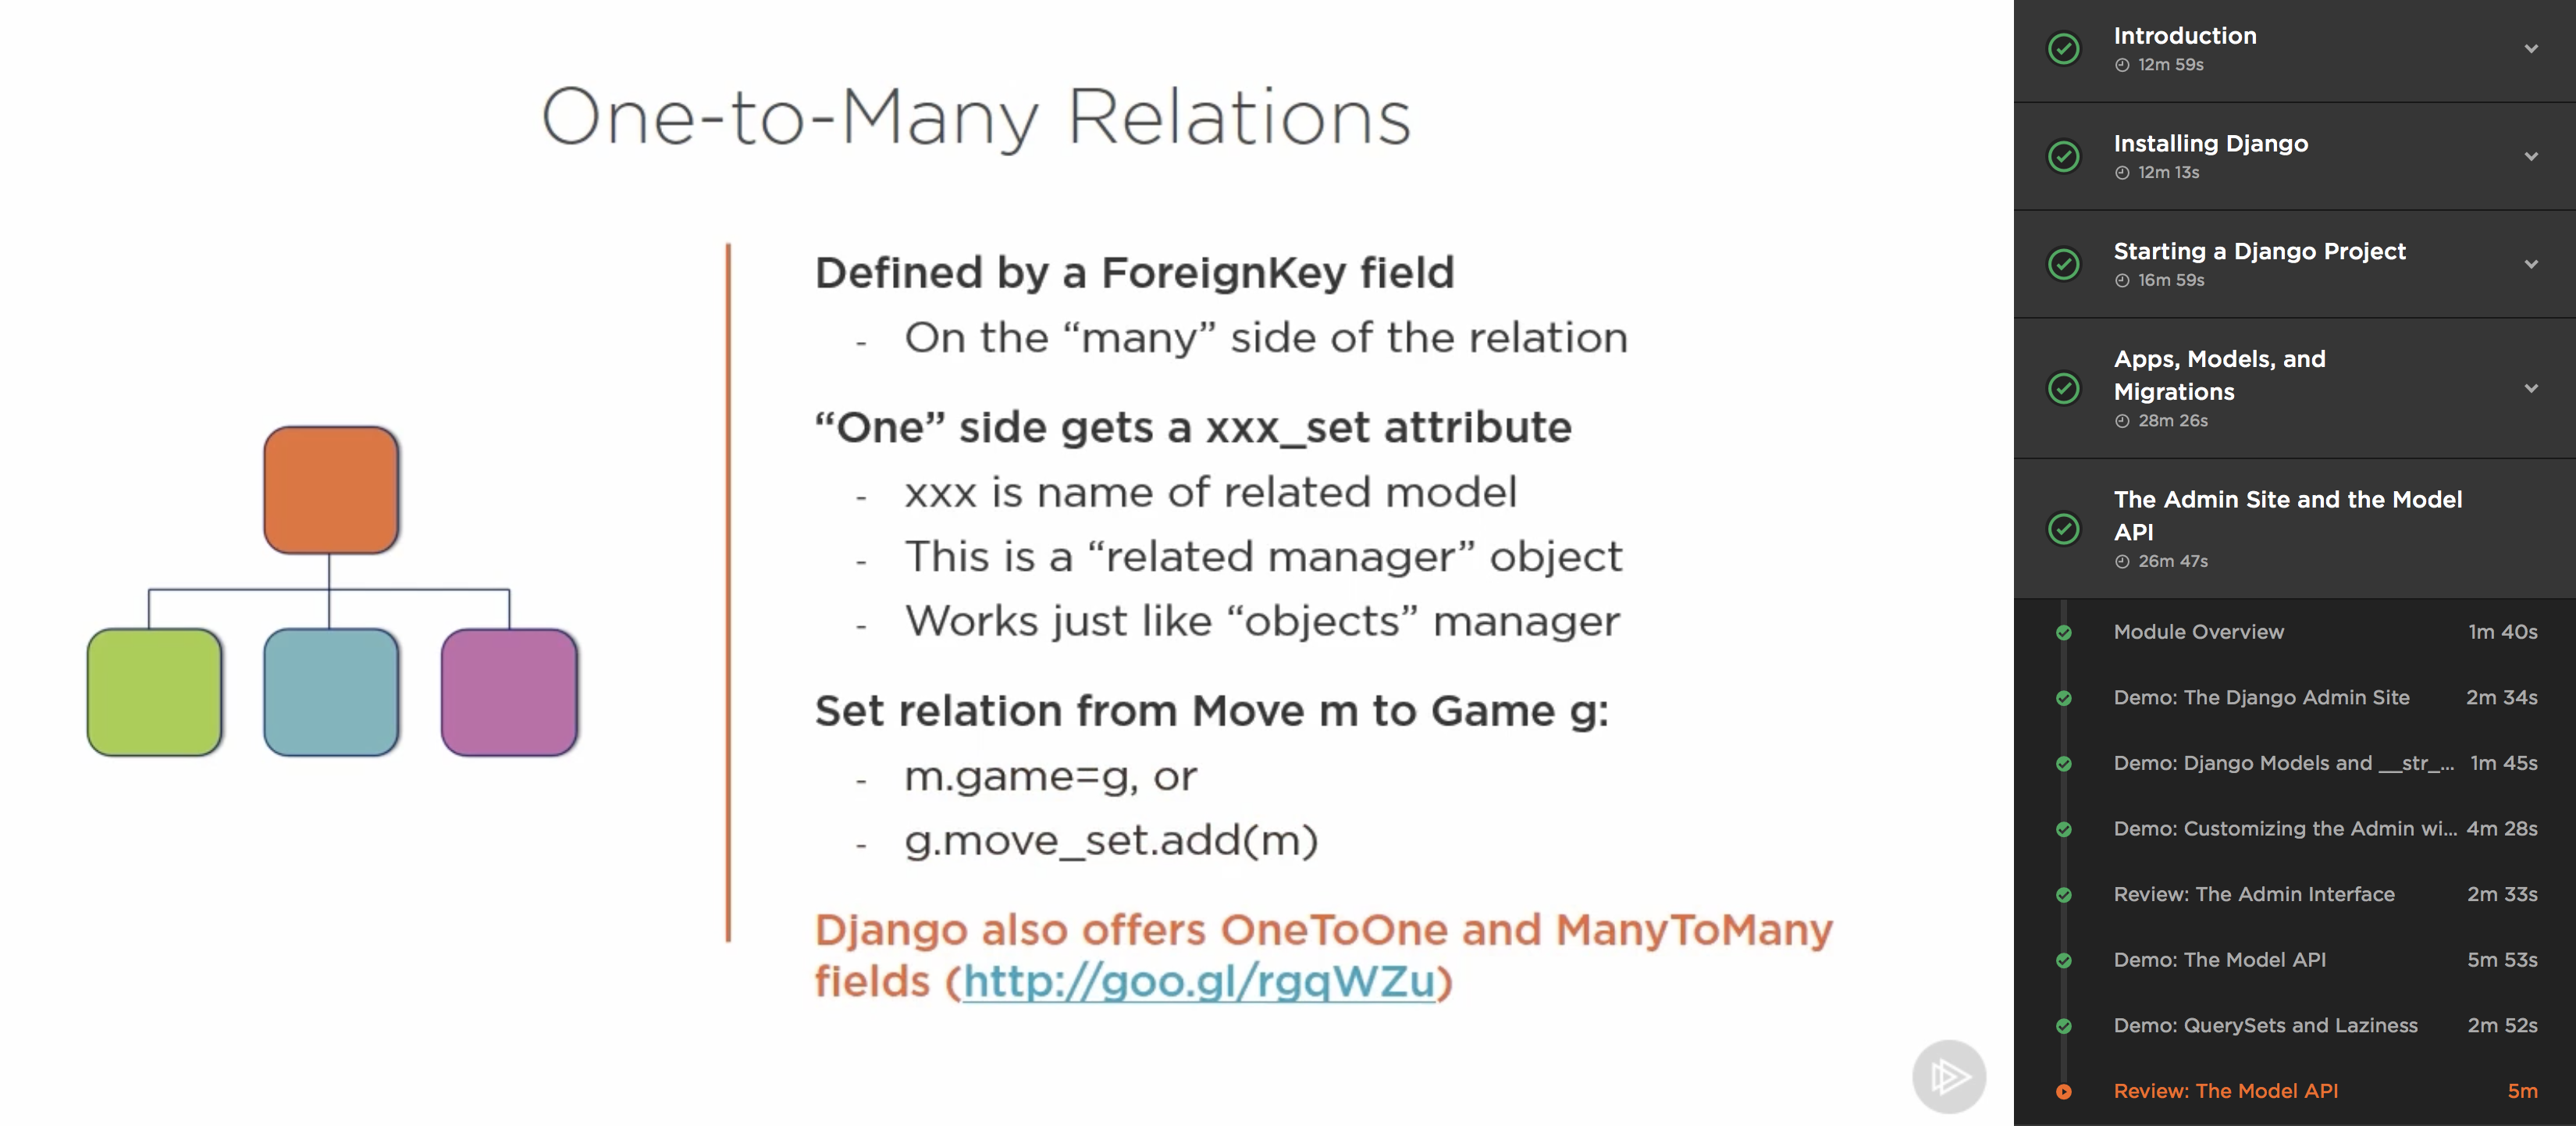 One-to-Many Relations
Defined by a ForeignKey field
- On the “many” side of the relation
“One” side gets a xxx_set attribute
- xxx is name of related model
- This is a “related manager” object
- Works just like “objects” manager
Set relation from Move m to Game g:
- m.game=g, or
- g.move_set.add(m)
Django also offers OneToOne and ManyToMany
fields (http://goo.gl/rgqWZu)
Introduction
12m 59s
Installing Django
12m 13s
Starting a Django Project
16m 59s
Apps, Models, and
Migrations
28m 26s
The Admin Site and the Model
API
26m 47s
Module Overview 1m 40s
Demo: The Django Admin Site 2m 34s
Demo: Django Models and __str_... 1m 45s
Demo: Customizing the Admin wi... 4m 28s
Review: The Admin Interface 2m 33s
Demo: The Model API 5m 53s
Demo: QuerySets and Laziness 2m 52s
Review: The Model API 5m